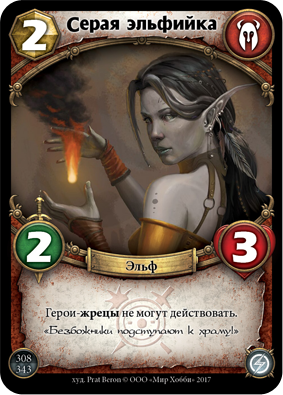 2 Серая эльфийка
2 3
Эльф
Герои-жрецы не могут действовать.
«Безбожники подступают к храму!»
308
343
худ. Prat Beron © ООО «Мир Хобби» 2017